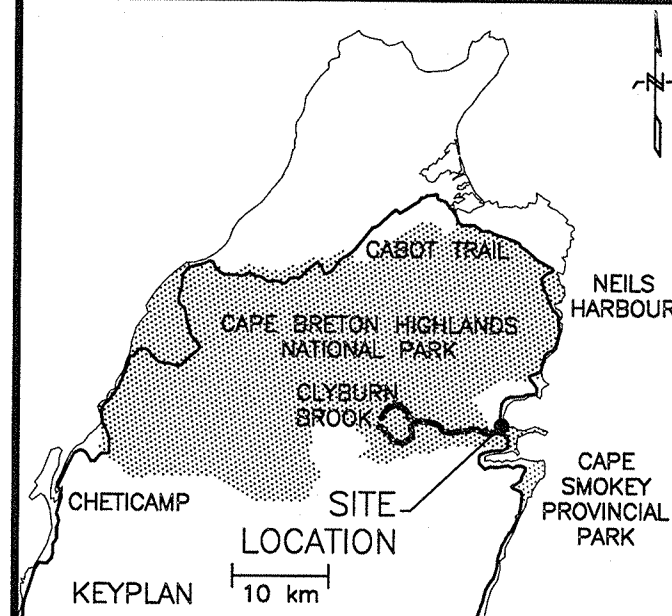 N
CABOT TRAIL
NEILS
HARBOUR
CAPE BRETON HIGHLANDS
NATIONAL PARK
CLYBURN
BROOK
CHETICAMP
SITE
LOCATION
CAPE
SMOKEY
PROVINCIAL
PARK
KEYPLAN
10 km